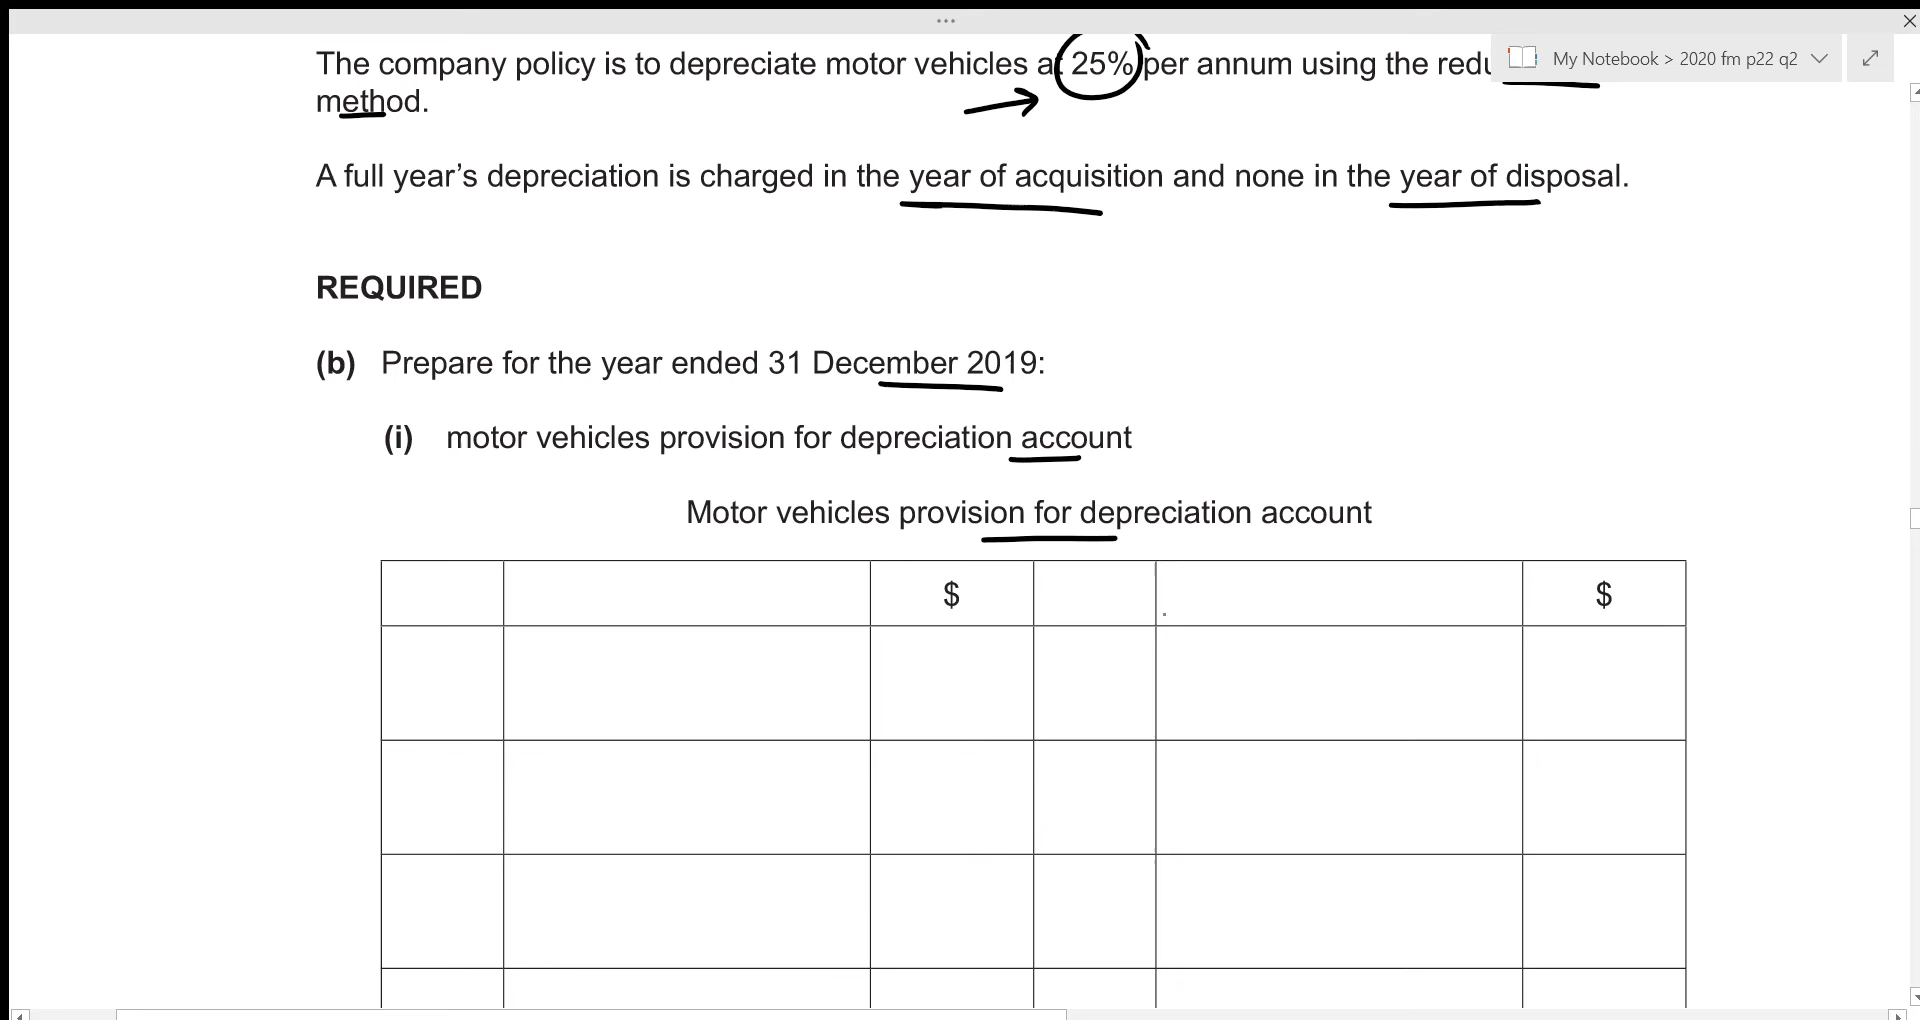 My Notebook > 2020 fm p22 q2
The company policy is to depreciate motor vehicles at 25% per annum using the redu
method.
A full year's depreciation is charged in the year of acquisition and none in the year of disposal.
REQUIRED
(b) Prepare for the year ended 31 December 2019:
(i) motor vehicles provision for depreciation account
Motor vehicles provision for depreciation account
$ $